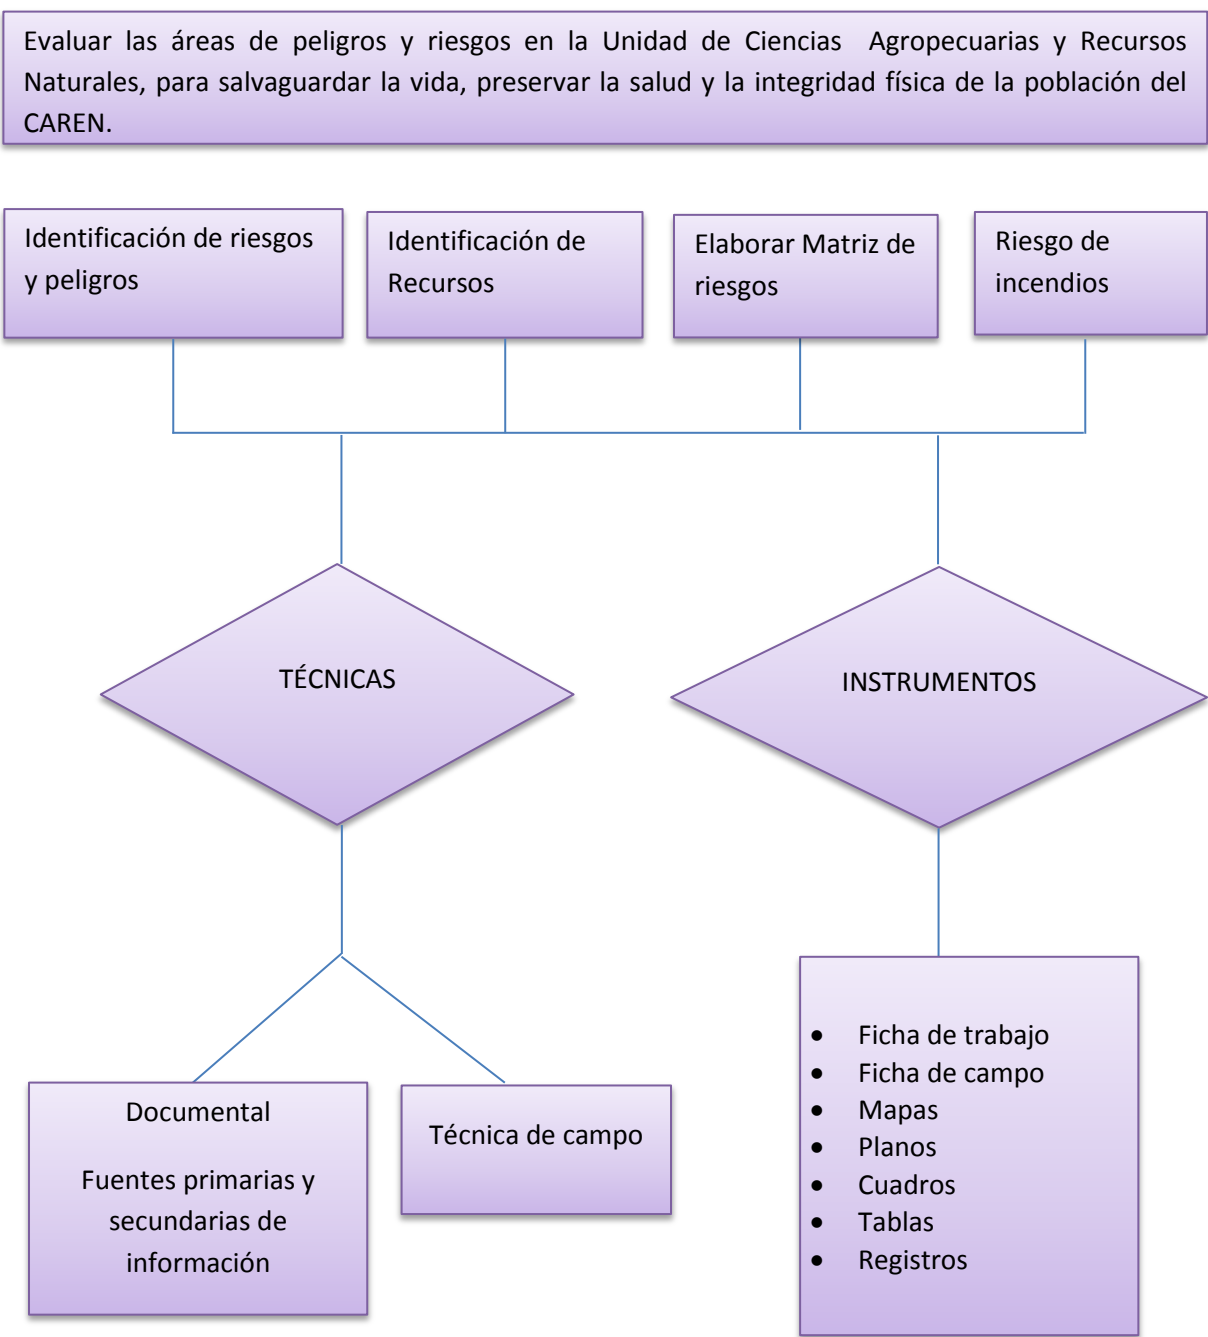 Evaluar las áreas de peligros y riesgos en la Unidad de Ciencias Agropecuarias y Recursos
Naturales, para salvaguardar la vida, preservar la salud y la integridad física de la población del
CAREN.
Identificación de riesgos
y peligros
Identificación de
Recursos
Elaborar Matriz de
riesgos
Riesgo de
incendios
TÉCNICAS
INSTRUMENTOS
Documental
Fuentes primarias y
secundarias de
información
Técnica de campo
• Ficha de trabajo
• Ficha de campo
• Mapas
• Planos
• Cuadros
• Tablas
• Registros